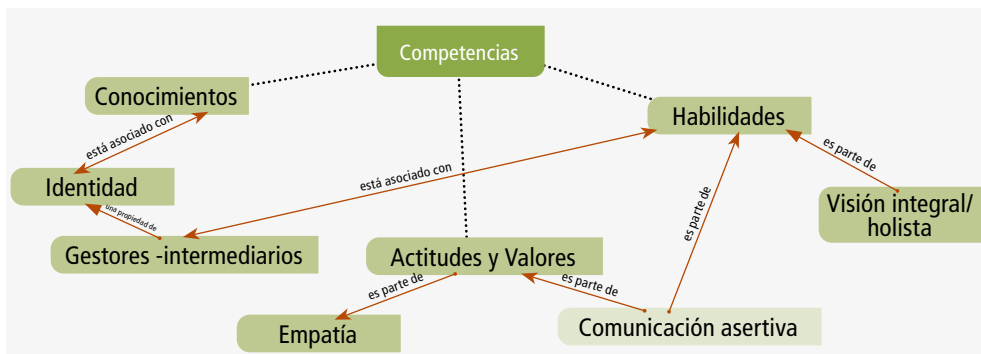 Competencias
Conocimientos
Habilidades
está asociado con
es parte de
está asociado con
Identidad
Visión integral/
holista
una propiedad de
es parte de
Gestores -intermediarios
Actitudes y Valores
es parte de
es parte de
Empatía
Comunicación asertiva